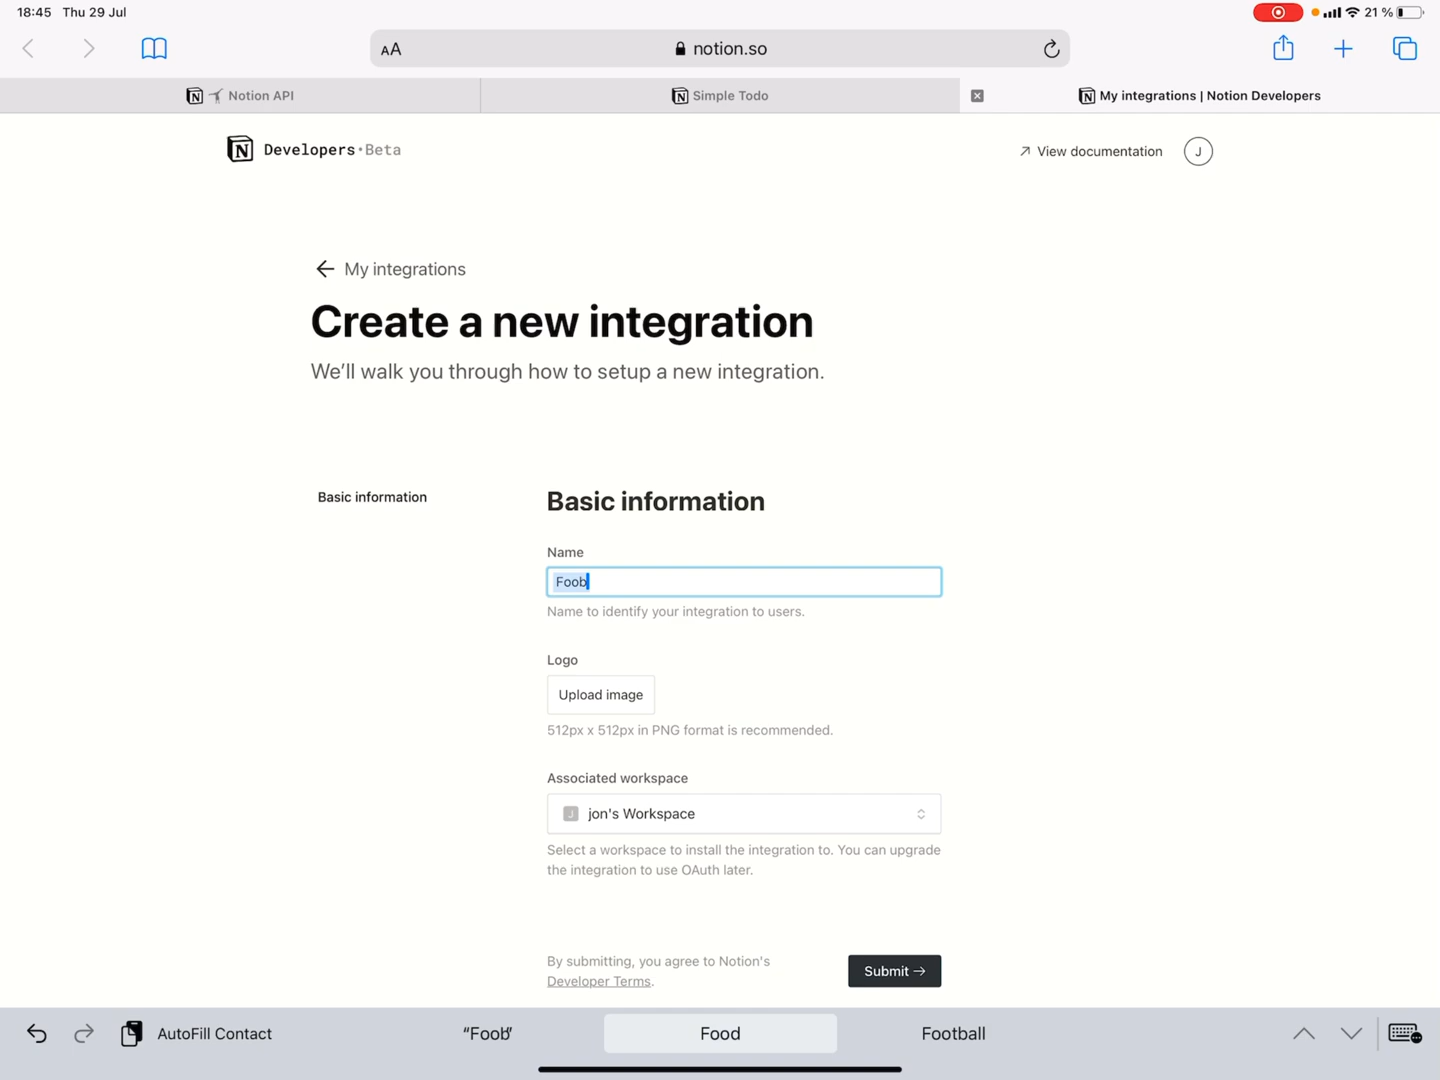 18:45 Thu 29 Jul
21 %
AA
notion.so
Notion API
Simple Todo
My integrations | Notion Developers
Developers•Beta
View documentation
J
My integrations
Create a new integration
We’ll walk you through how to setup a new integration.
Basic information
Basic information
Name
Foob
Name to identify your integration to users.
Logo
Upload image
512px x 512px in PNG format is recommended.
Associated workspace
J jon's Workspace
Select a workspace to install the integration to. You can upgrade
the integration to use OAuth later.
By submitting, you agree to Notion's
Developer Terms.
Submit →
AutoFill Contact
“Foob”
Food
Football